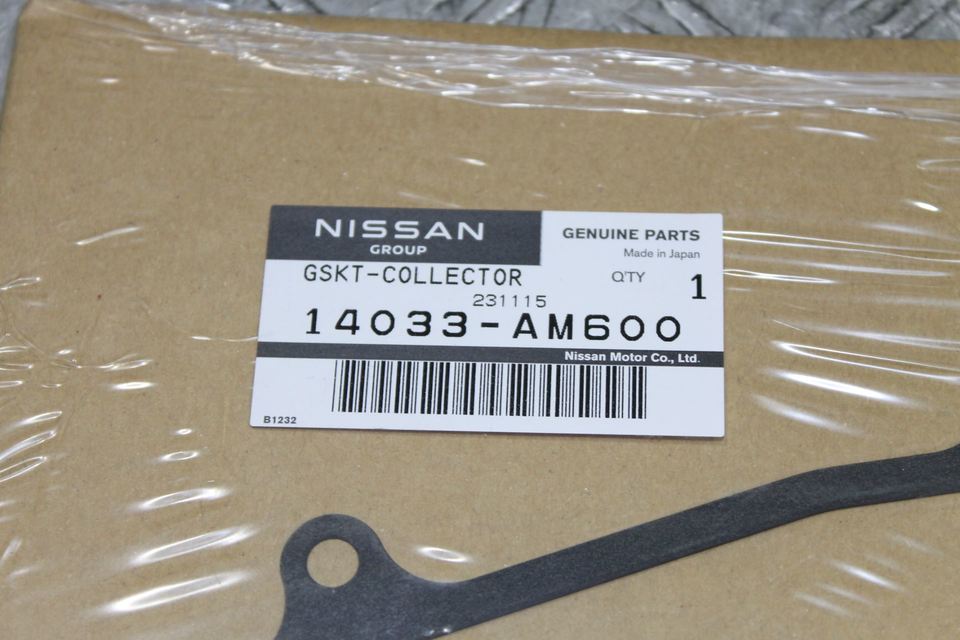 NISSAN
GROUP
GENUINE PARTS
Made in Japan
GSKT-COLLECTOR
Q'TY 1
231115
14033-AM600
Nissan Motor Co., Ltd.
B1232